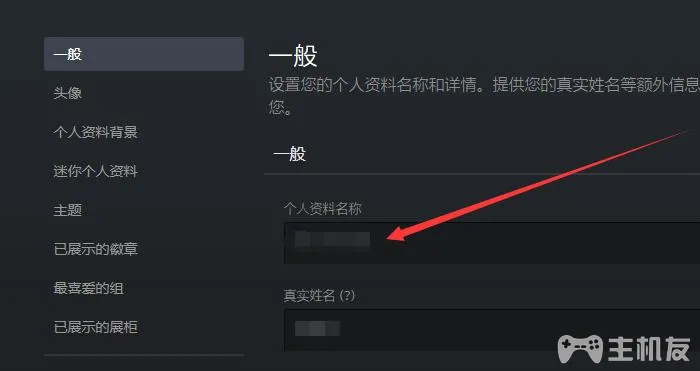 一般
头像
个人资料背景
迷你个人资料
主题
已展示的徽章
最喜爱的组
已展示的展柜
一般
设置您的个人资料名称和详情。提供您的真实姓名等额外信息
您。
一般
个人资料名称
真实姓名 (?)
主机友